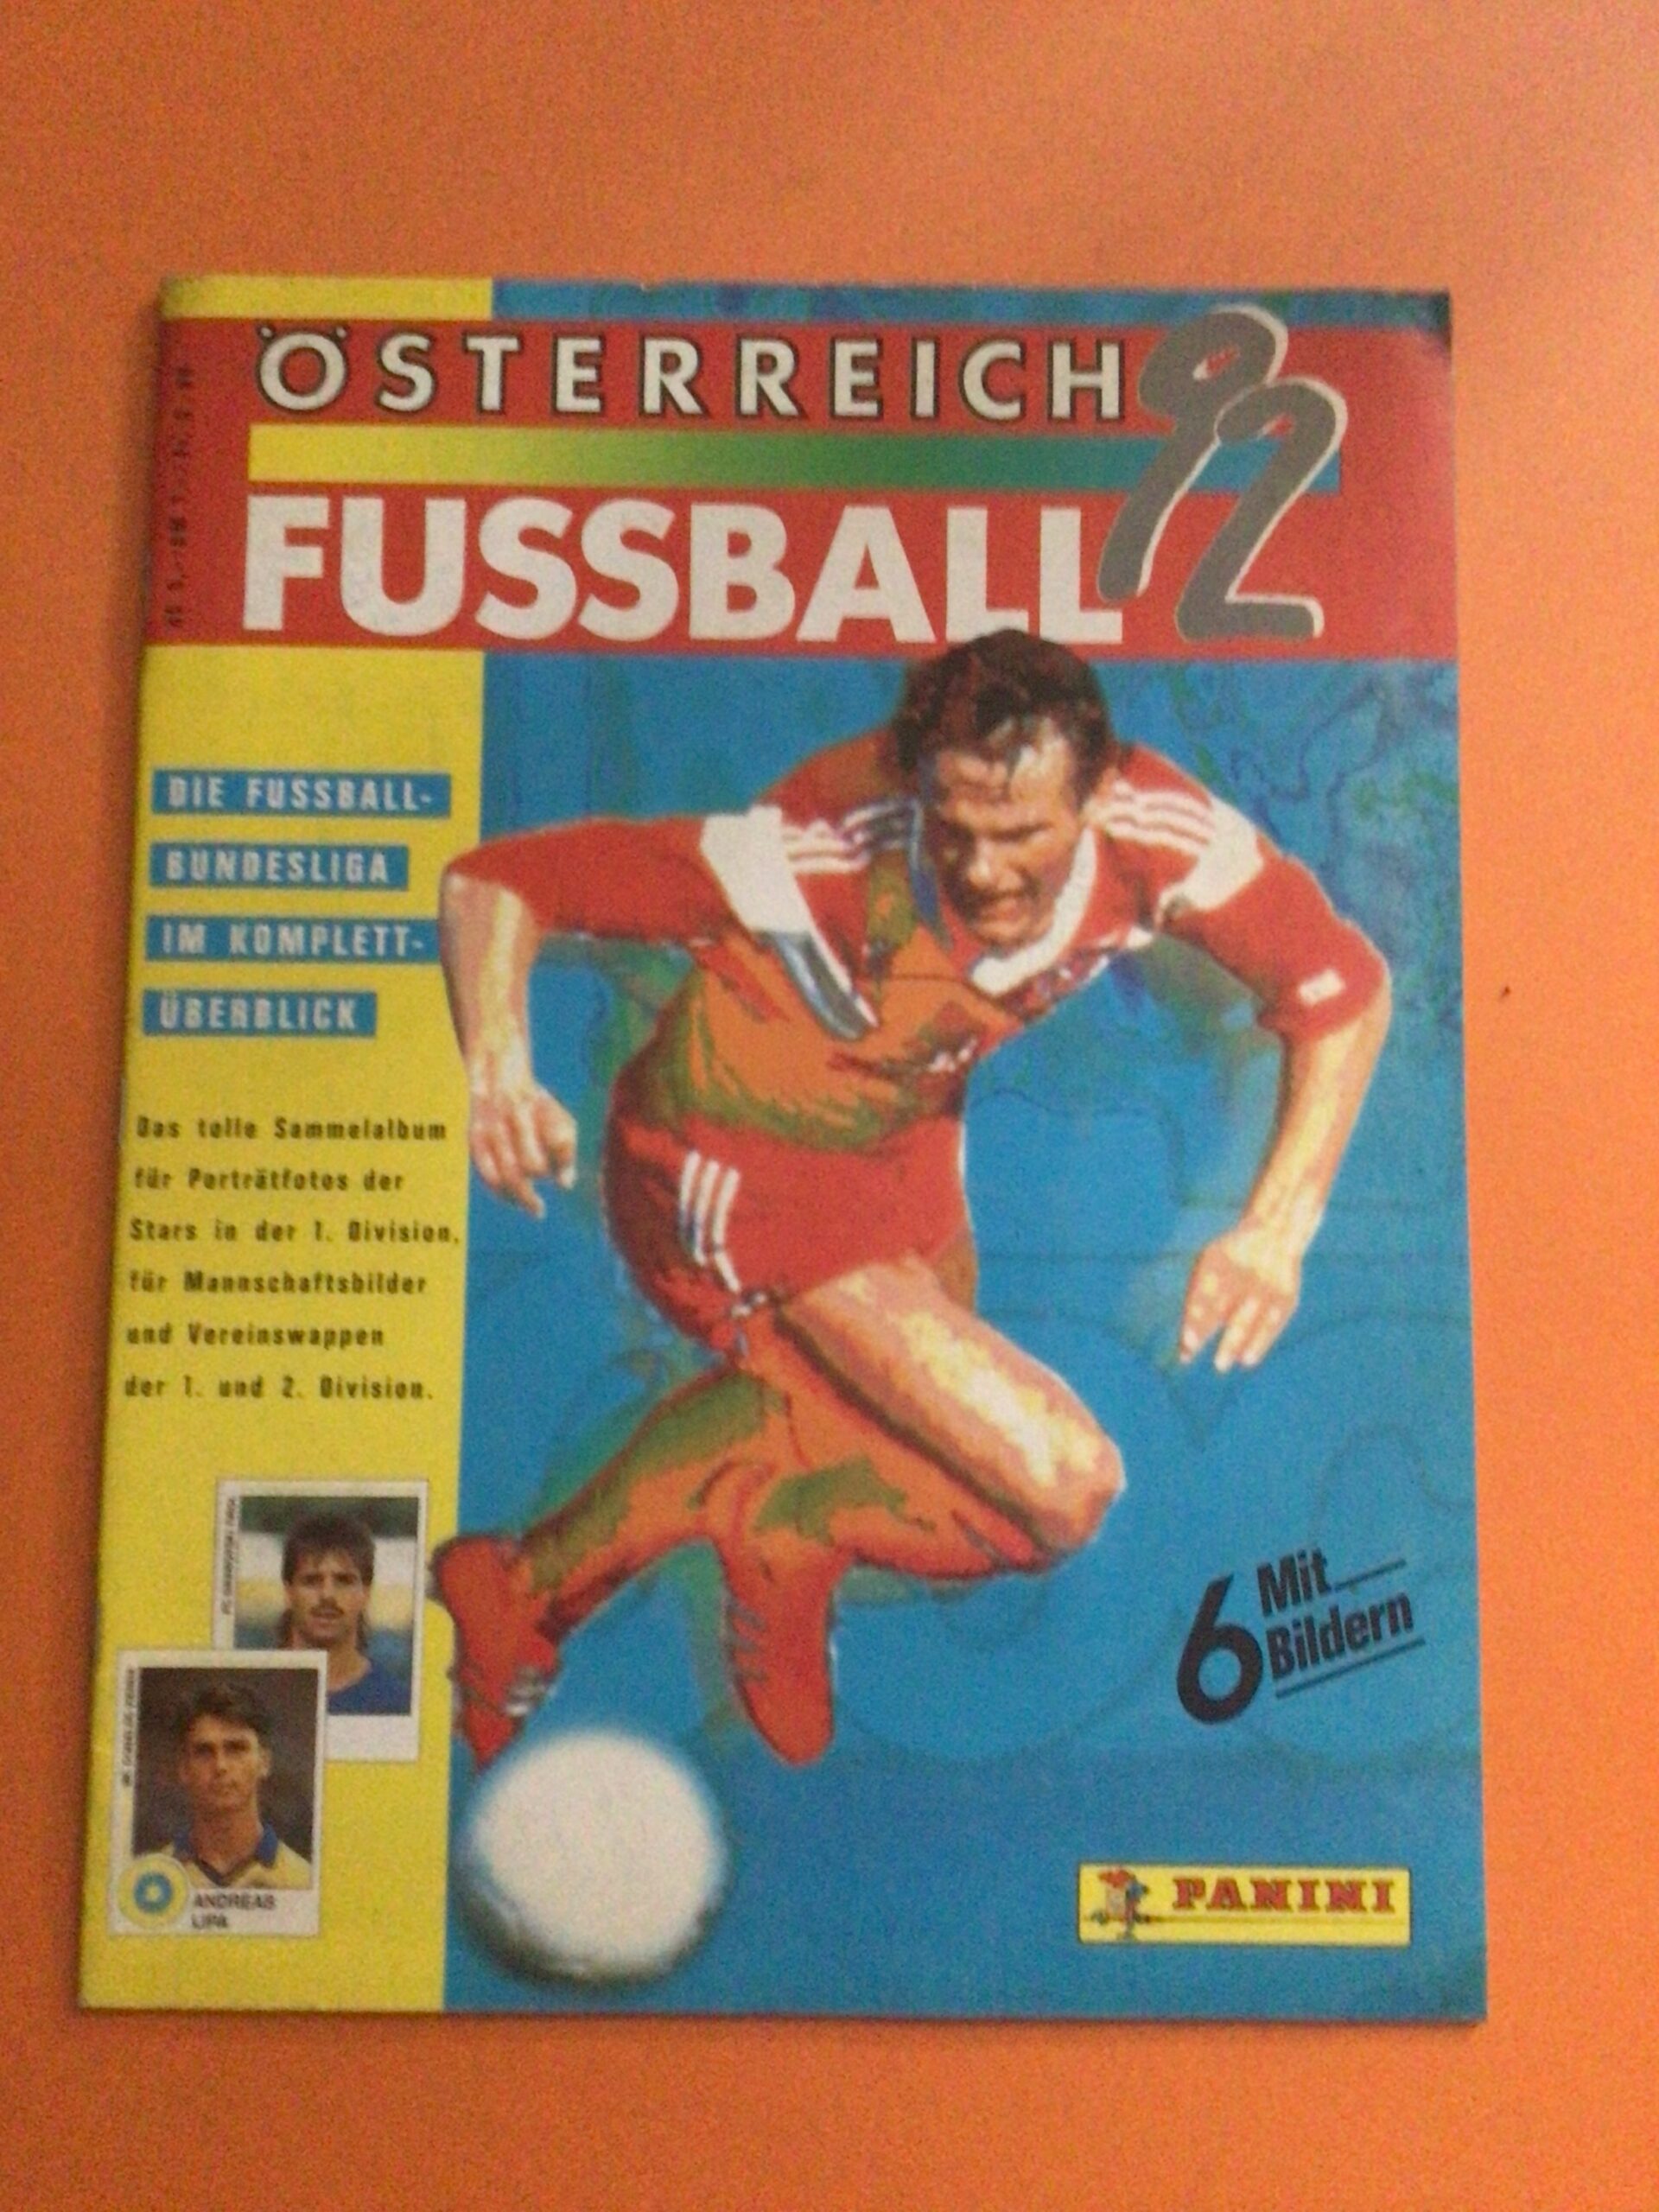 ÖSTERREICH
92
FUSSBALL
DIE FUSSBALL-
BUNDESLIGA
IM KOMPLETT-
ÜBERBLICK
Das tolle Sammelalbum
für Porträtfotos der
Stars in der 1. Division,
für Mannschaftsbilder
und Vereinswappen
der 1. und 2. Division.
6 Mit
Bildern
ANDREAS
LIPA
PANINI